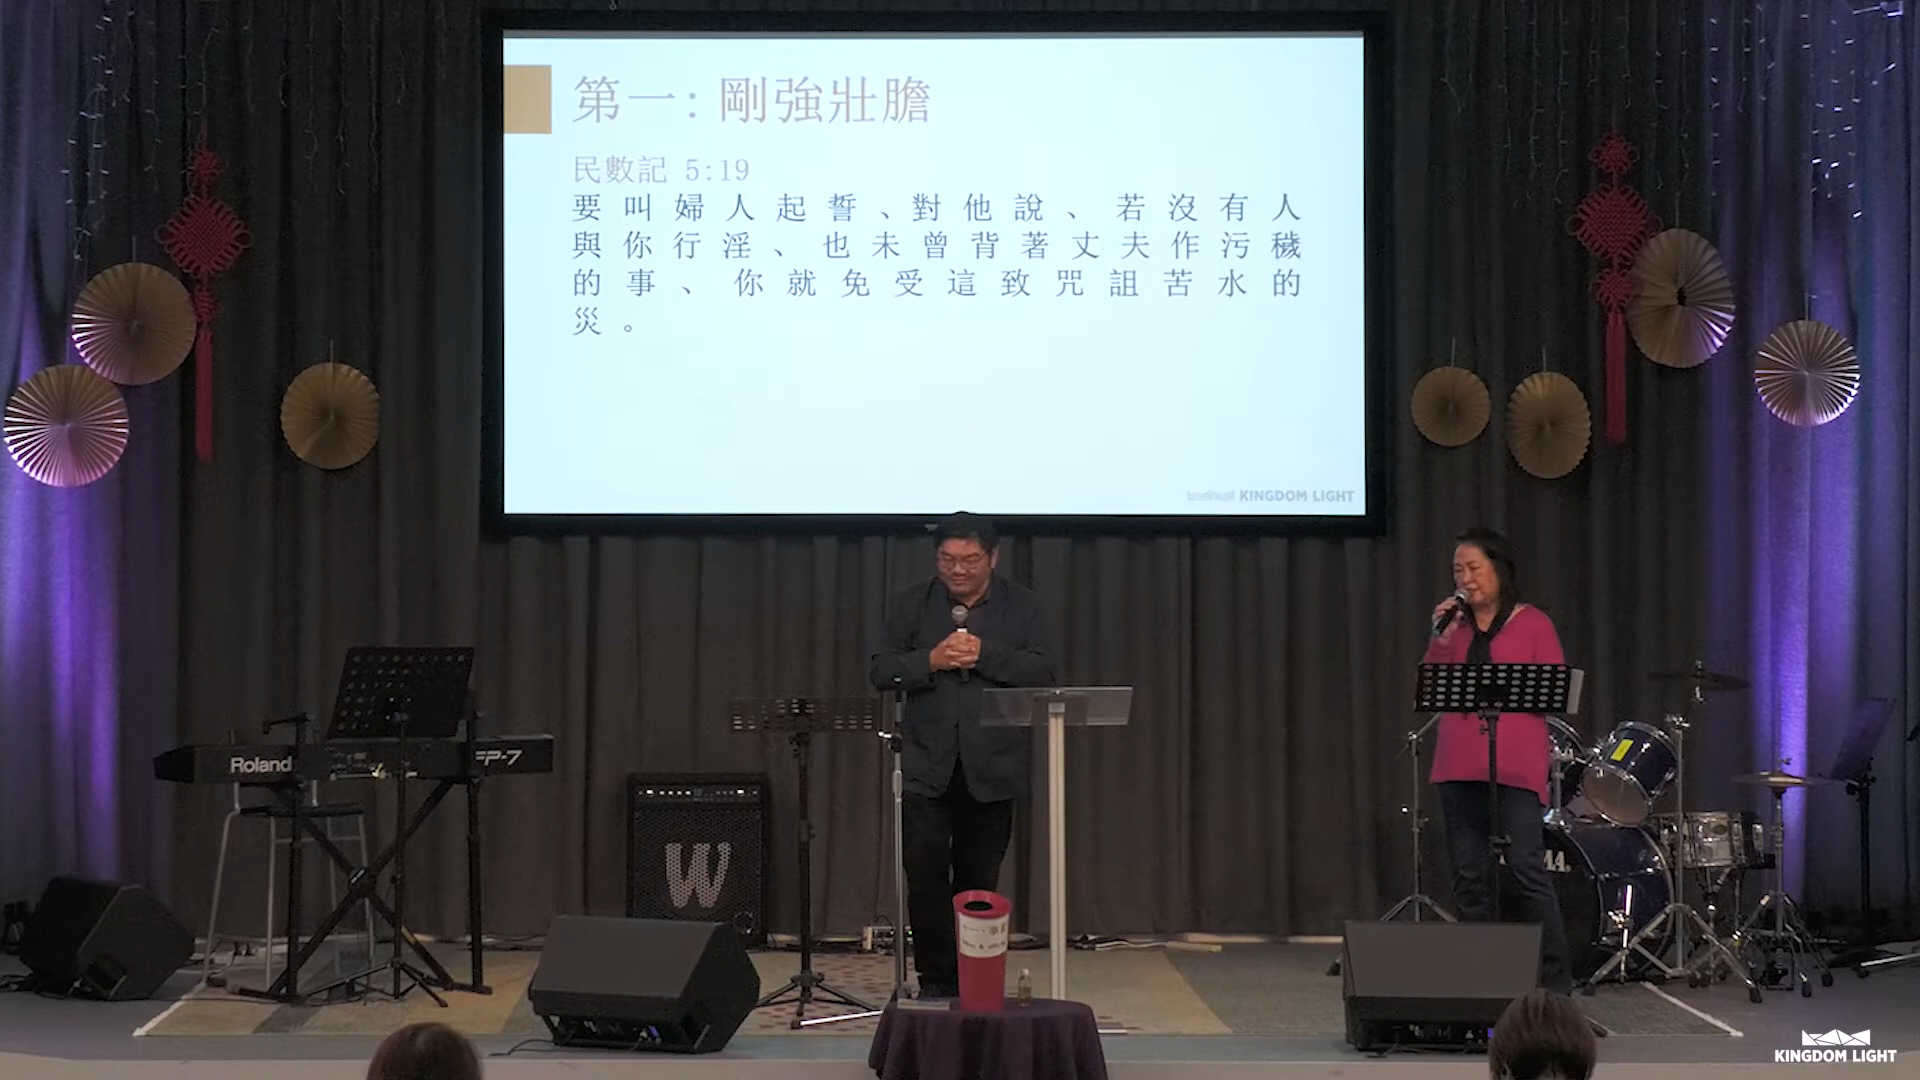 第一：剛強壯膽
民數記 5:19
要叫婦人起誓、對他說、若沒有人
與你行淫、也未曾背著丈夫作污穢
的事、你就免受這致咒詛苦水的
災。
KINGDOM LIGHT
Roland
FP-7
W
KINGDOM LIGHT